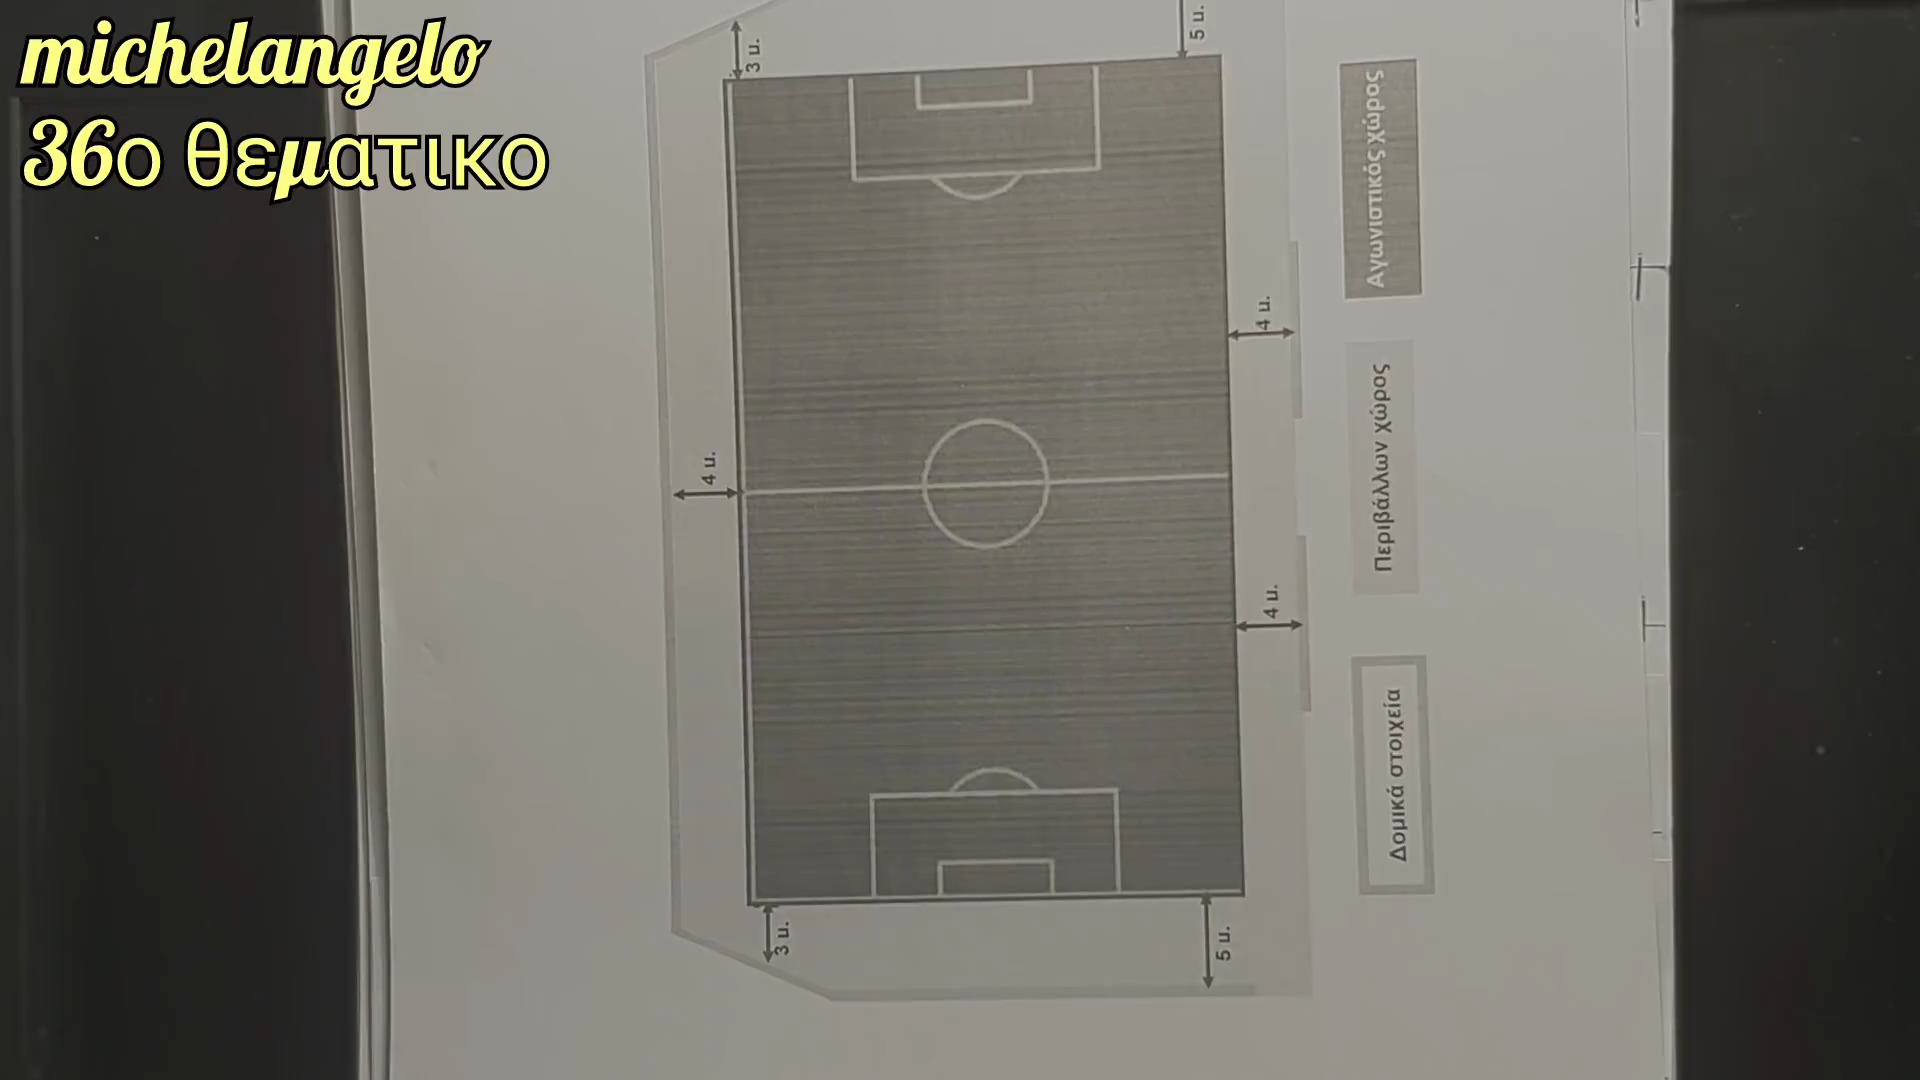 michelangelo
36ο θεματικο
3 μ.
5 μ.
4 μ.
4 μ.
4 μ.
3 μ.
5 μ.
Δομικά στοιχεία
Περιβάλλων χώρος
Αγωνιστικός χώρος